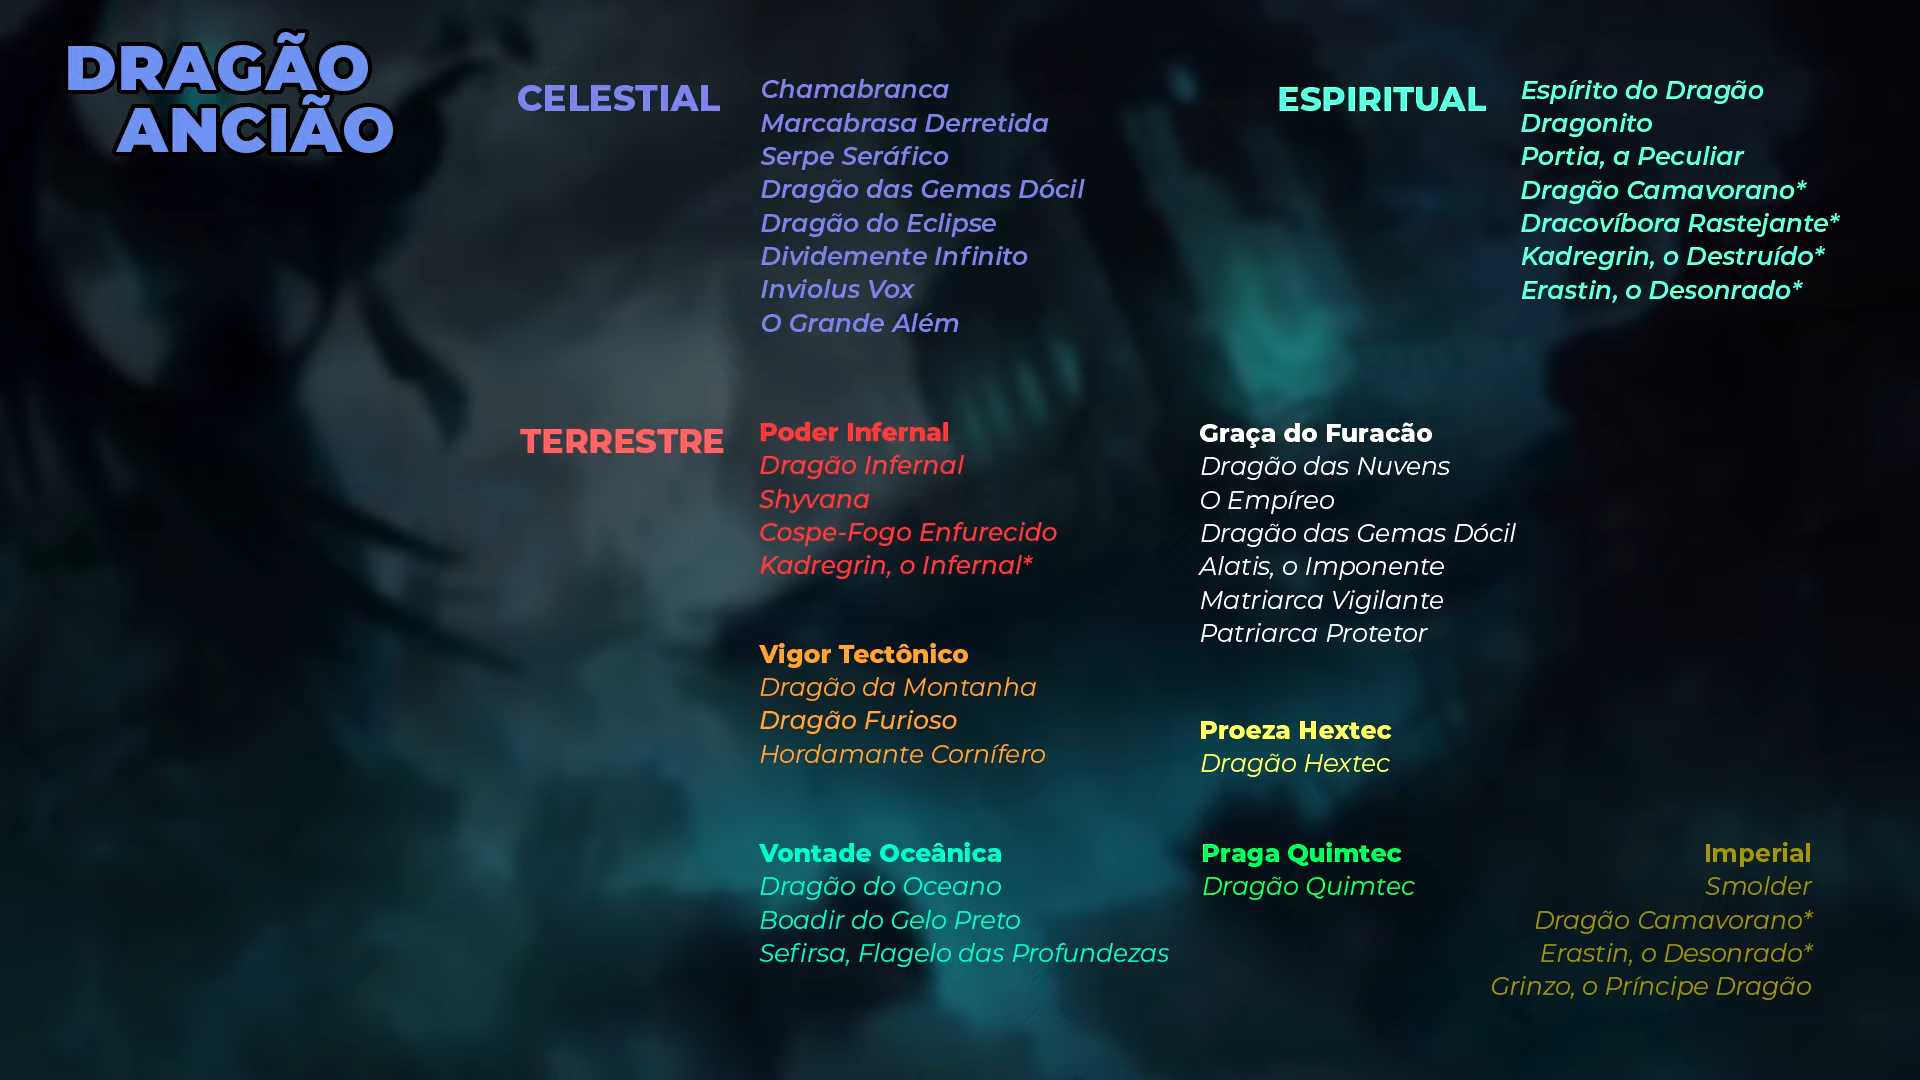 DRAGÃO
ANCIÃO
CELESTIAL
Chamabranca
Marcabrasa Derretida
Serpe Seráfico
Dragão das Gemas Dócil
Dragão do Eclipse
Dividemente Infinito
Inviolus Vox
O Grande Além
ESPIRITUAL
Espírito do Dragão
Dragonito
Portia, a Peculiar
Dragão Camavorano*
Dracovíbora Rastejante*
Kadregrin, o Destruído*
Erastin, o Desonrado*
TERRESTRE
Poder Infernal
Dragão Infernal
Shyvana
Cospe-Fogo Enfurecido
Kadregrin, o Infernal*
Graça do Furacão
Dragão das Nuvens
O Empíreo
Dragão das Gemas Dócil
Alatis, o Imponente
Matriarca Vigilante
Patriarca Protetor
Vigor Tectônico
Dragão da Montanha
Dragão Furioso
Hordamante Cornífero
Proeza Hextec
Dragão Hextec
Vontade Oceânica
Dragão do Oceano
Boadir do Gelo Preto
Sefirsa, Flagelo das Profundezas
Praga Quimtec
Dragão Quimtec
Imperial
Smolder
Dragão Camavorano*
Erastin, o Desonrado*
Grinzo, o Príncipe Dragão